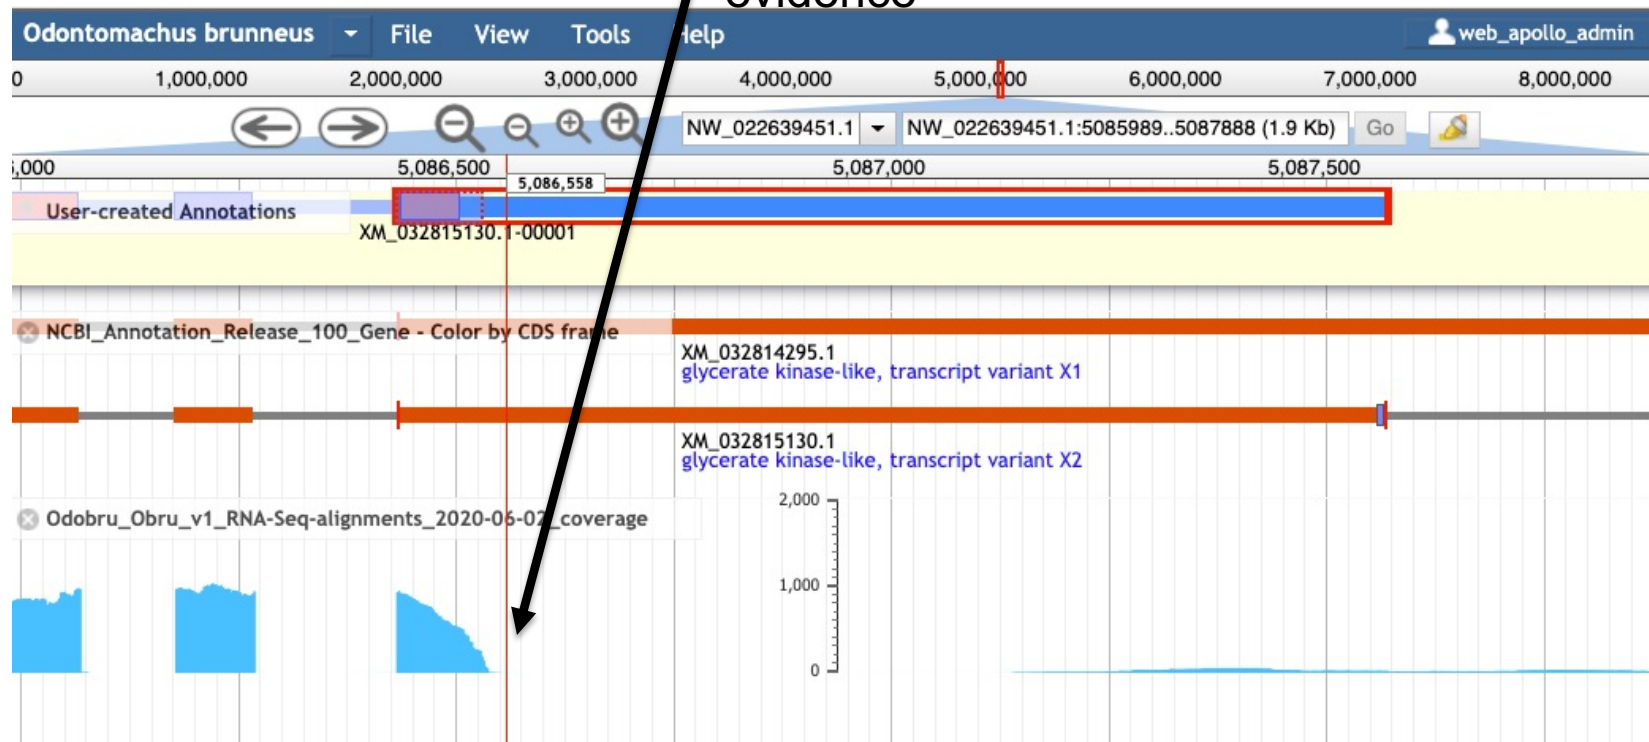 evidence
Odontomachus brunneus File View Tools Help web_apollo_admin
0 1,000,000 2,000,000 3,000,000 4,000,000 5,000,000 6,000,000 7,000,000 8,000,000
NW_022639451.1 NW_022639451.1:5085989..5087888 (1.9 Kb) Go
,000 5,086,500 5,087,000 5,087,500
5,086,558
User-created Annotations
XM_032815130.1-00001
NCBI_Annotation_Release_100_Gene - Color by CDS frame
XM_032814295.1
glycerate kinase-like, transcript variant X1
XM_032815130.1
glycerate kinase-like, transcript variant X2
2,000
Odobru_Obru_v1_RNA-Seq-alignments_2020-06-02_coverage
1,000
0